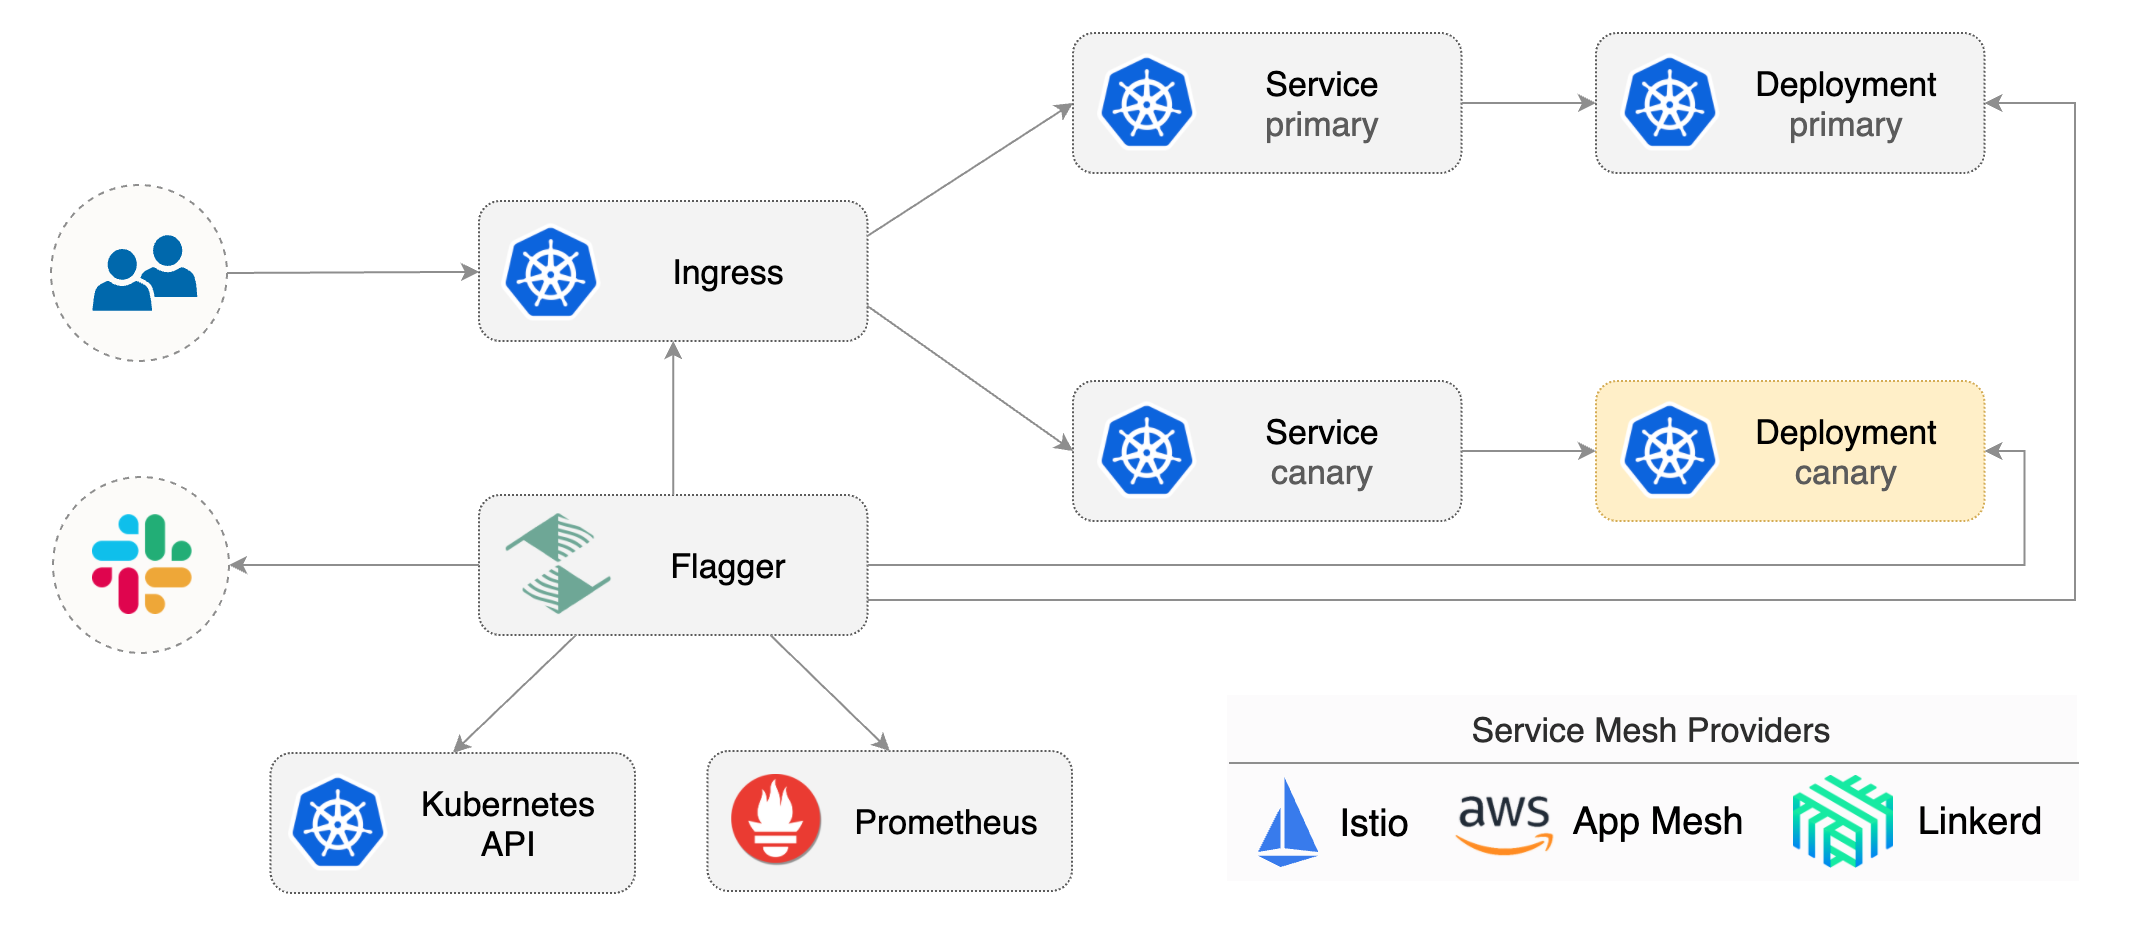 Service
primary
Deployment
primary
Ingress
Service
canary
Deployment
canary
Flagger
Kubernetes
API
Prometheus
Service Mesh Providers
Istio
aws
App Mesh
Linkerd